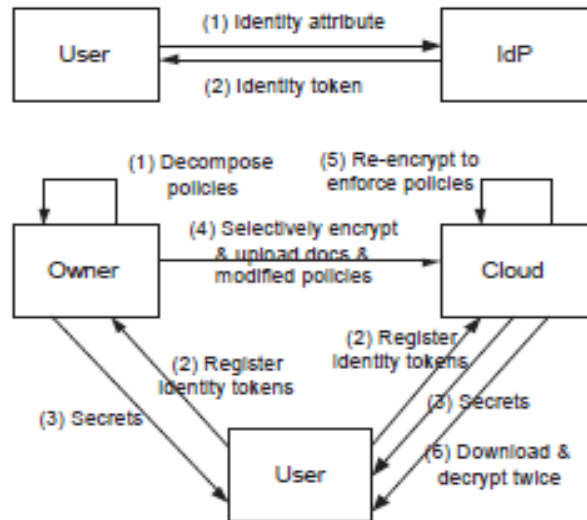 (1) Identity attribute
User
IdP
(2) Identity token
(1) Decompose
policies
(5) Re-encrypt to
enforce policies
(4) Selectively encrypt
& upload docs &
modified policies
Owner
Cloud
(2) Register
identity tokens
(2) Register
identity tokens
(3) Secrets
(3) Secrets
(6) Download &
decrypt twice
User